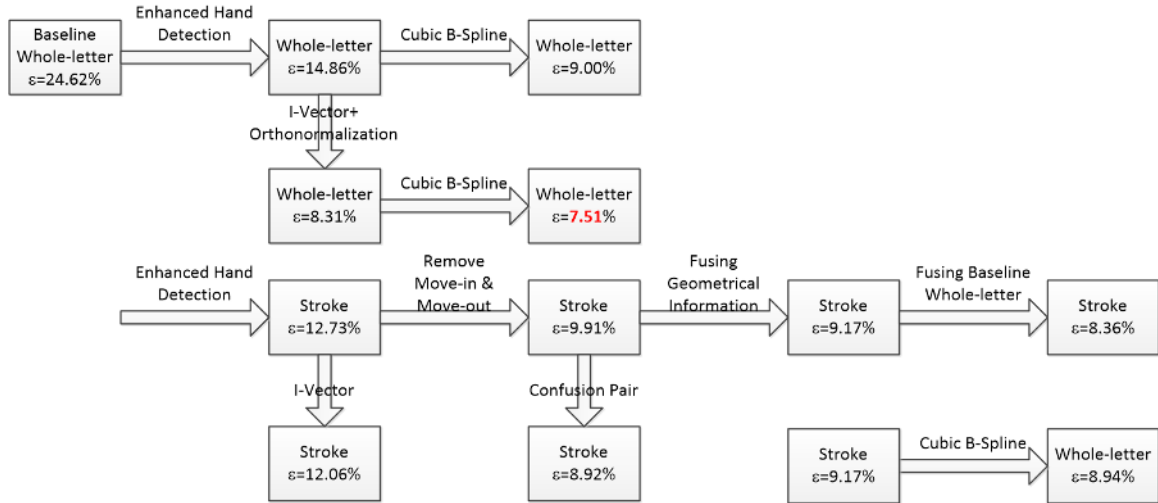 Baseline
Whole-letter
ε=24.62%
Enhanced Hand
Detection
Whole-letter
ε=14.86%
Cubic B-Spline
Whole-letter
ε=9.00%
I-Vector+
Orthonormalization
Whole-letter
ε=8.31%
Cubic B-Spline
Whole-letter
ε=7.51%
Enhanced Hand
Detection
Stroke
ε=12.73%
Remove
Move-in &
Move-out
Stroke
ε=9.91%
Fusing
Geometrical
Information
Stroke
ε=9.17%
Fusing Baseline
Whole-letter
Stroke
ε=8.36%
I-Vector
Stroke
ε=12.06%
Confusion Pair
Stroke
ε=8.92%
Stroke
ε=9.17%
Cubic B-Spline
Whole-letter
ε=8.94%